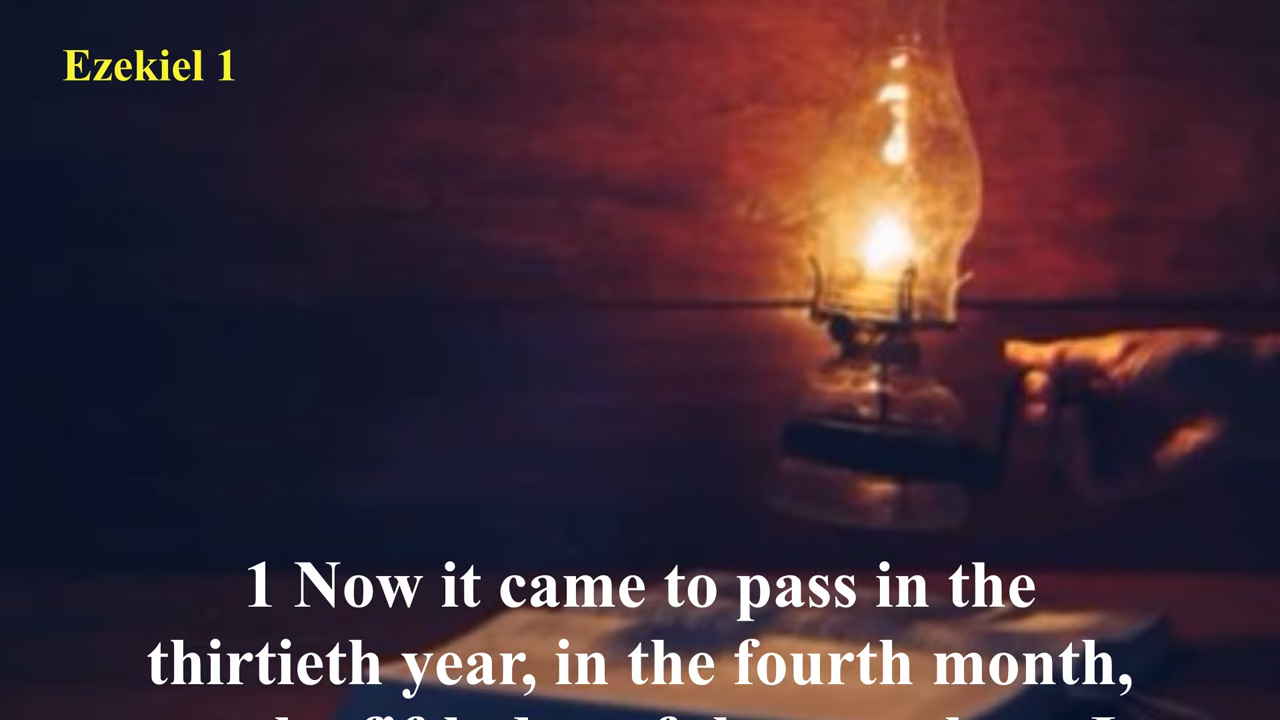 Ezekiel 1
1 Now it came to pass in the
thirtieth year, in the fourth month,